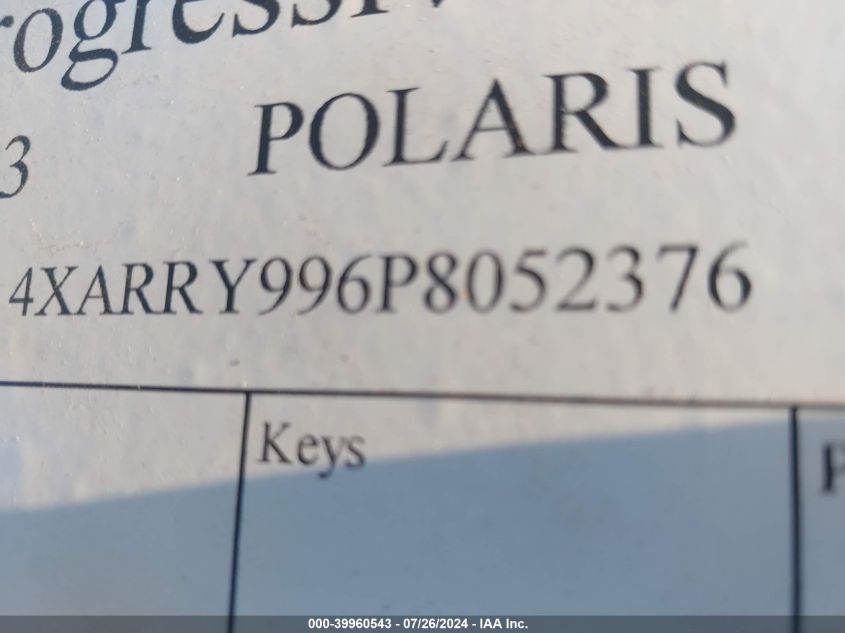 POLARIS
3
4XARRY996P8052376
Keys
000-39960543 - 07/26/2024 - IAA Inc.